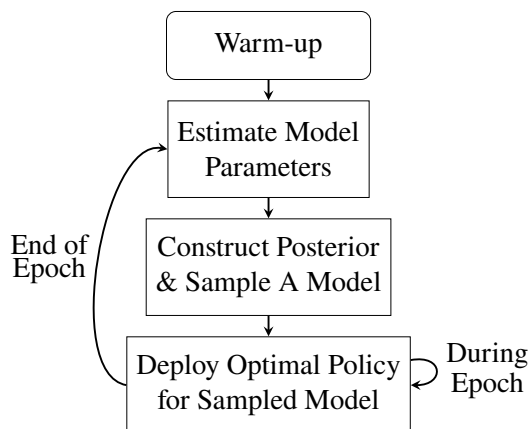 Warm-up
Estimate Model
Parameters
End of
Epoch
Construct Posterior
& Sample A Model
Deploy Optimal Policy
for Sampled Model
During
Epoch